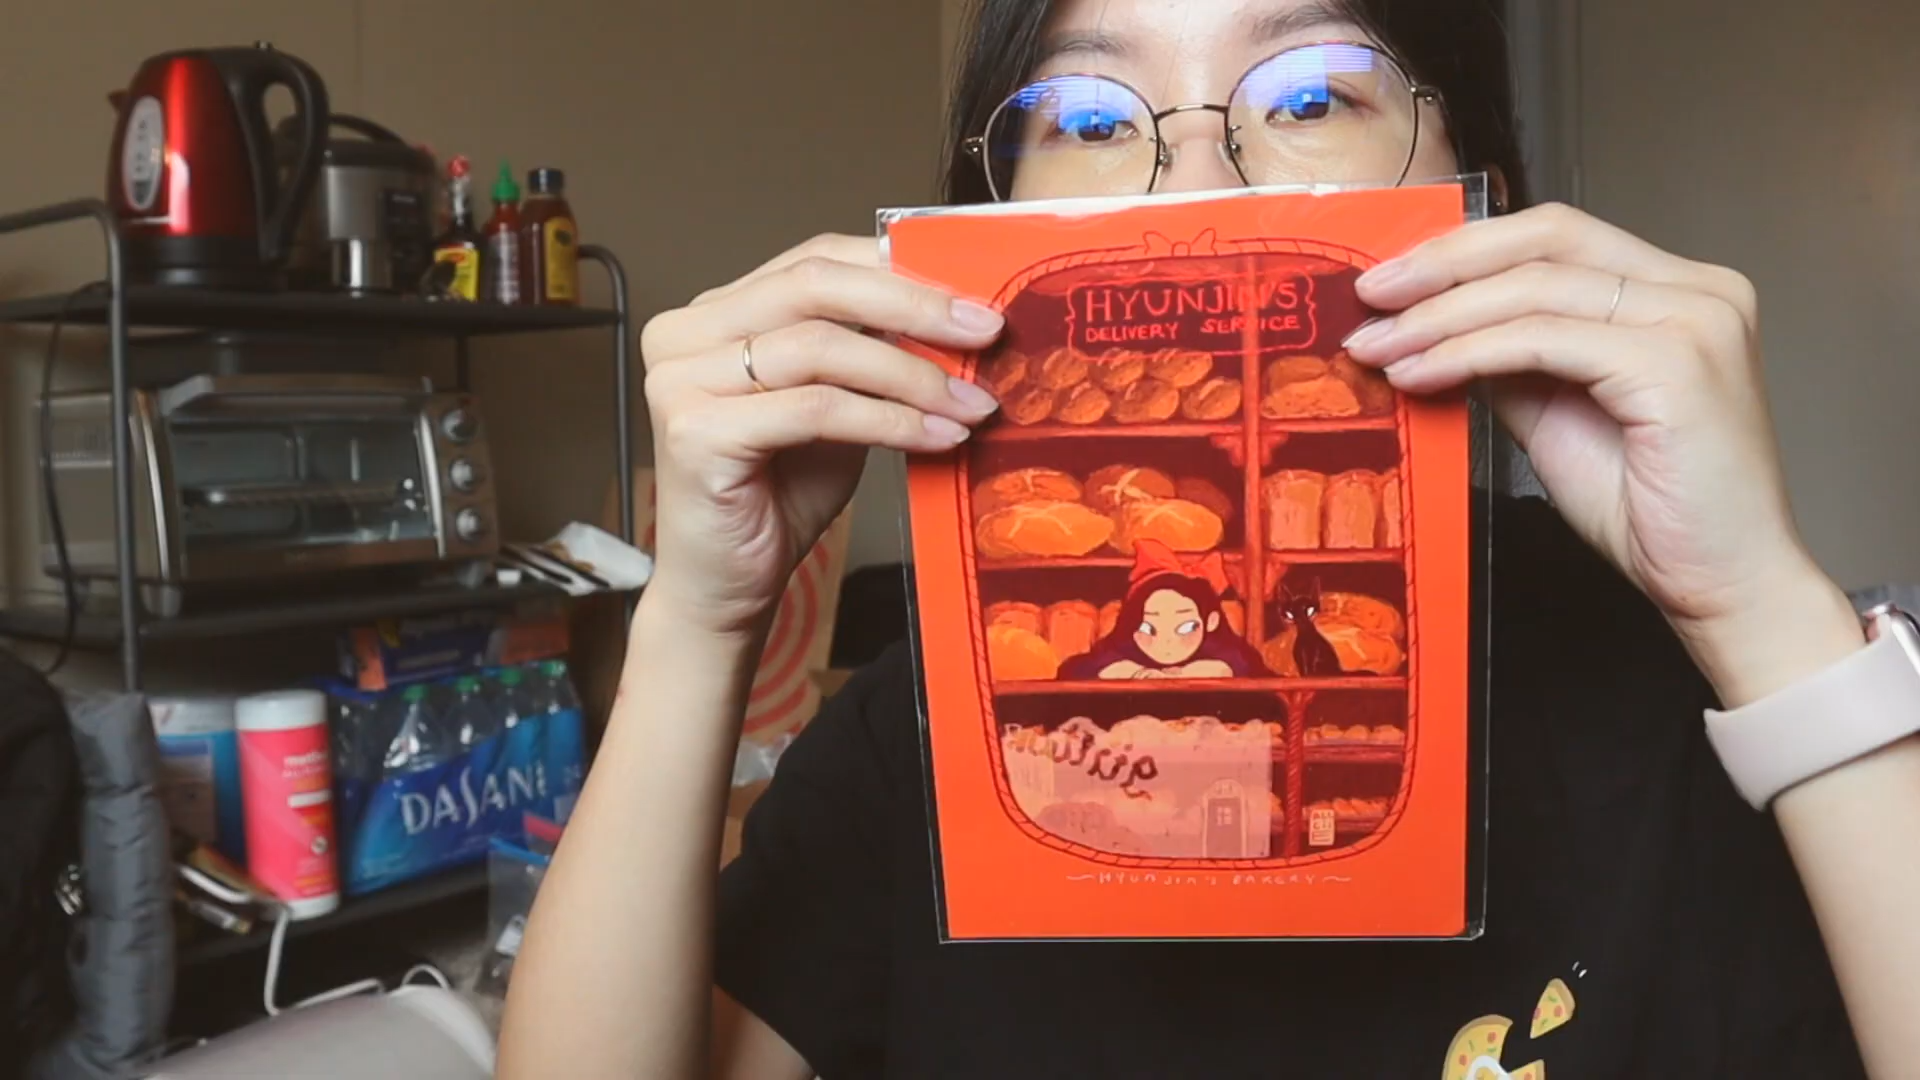 HYUNJIN'S
DELIVERY SERVICE
~HYUNJIN'S BAKERY~
DASANI